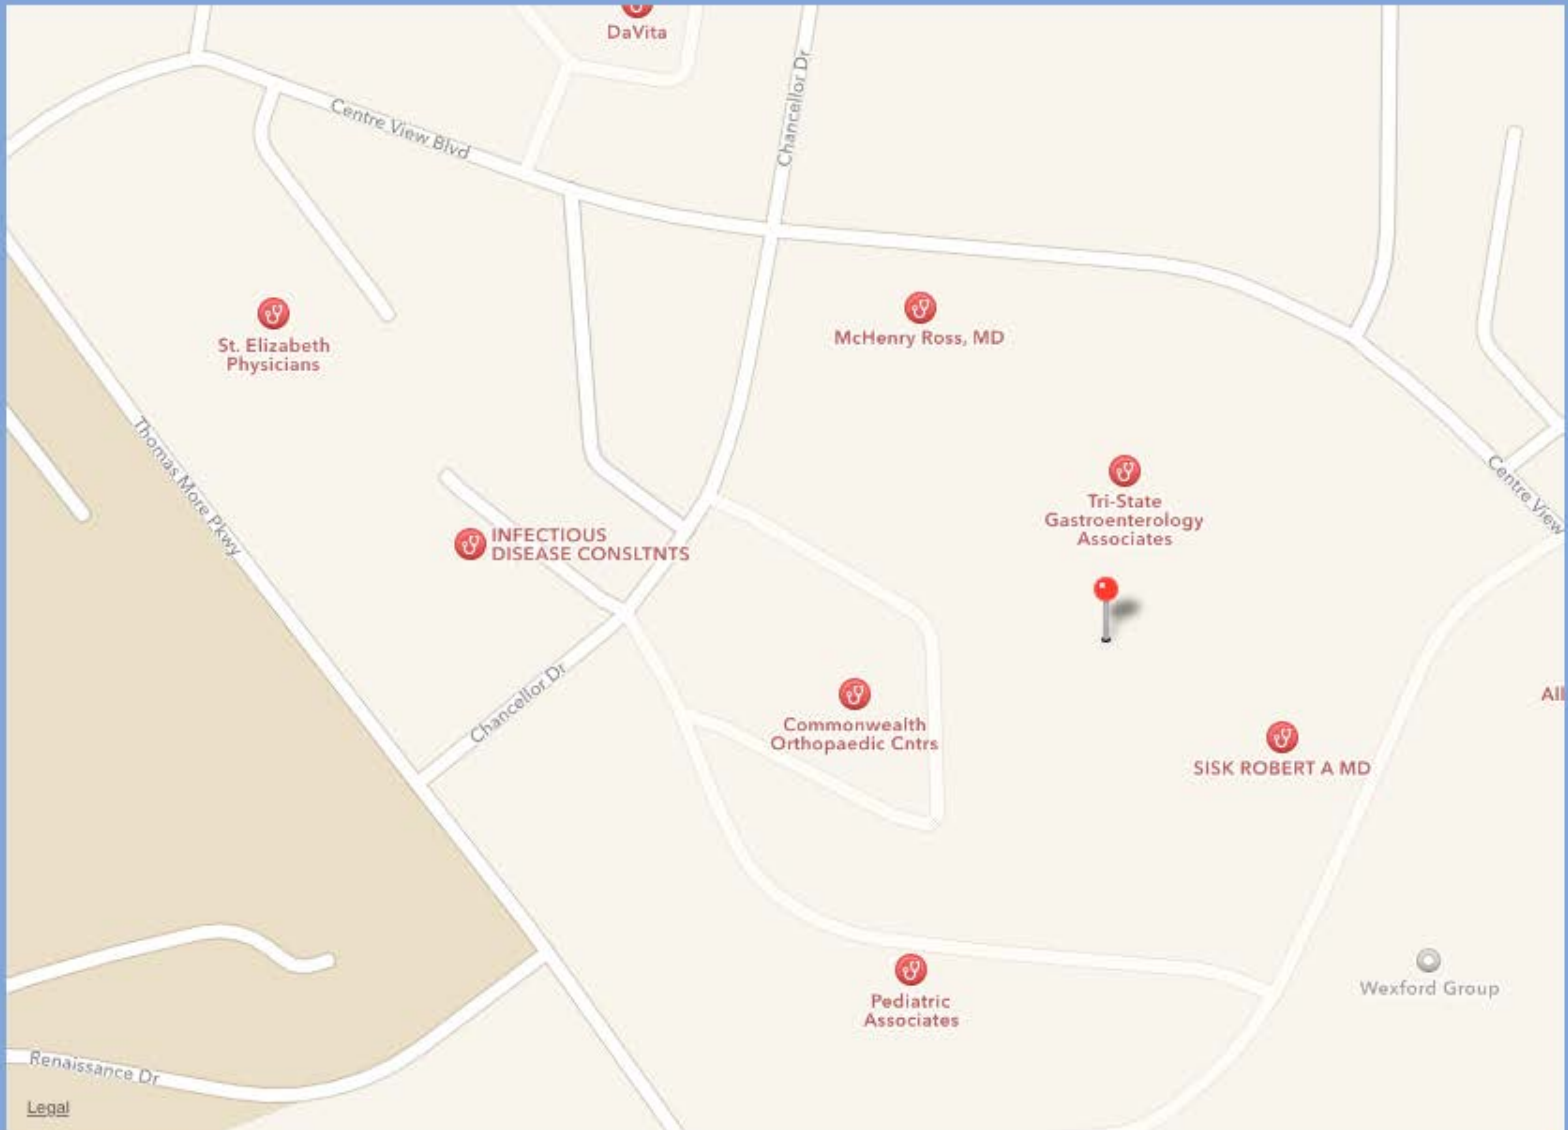 DaVita
Chancellor Dr
Centre View Blvd
St. Elizabeth
Physicians
McHenry Ross, MD
Thomas More Pkwy
Tri-State
Gastroenterology
Associates
Centre View
INFECTIOUS
DISEASE CONSLTNTS
Chancellor Dr
Commonwealth
Orthopaedic Cntrs
All
SISK ROBERT A MD
Pediatric
Associates
Wexford Group
Renaissance Dr
Legal